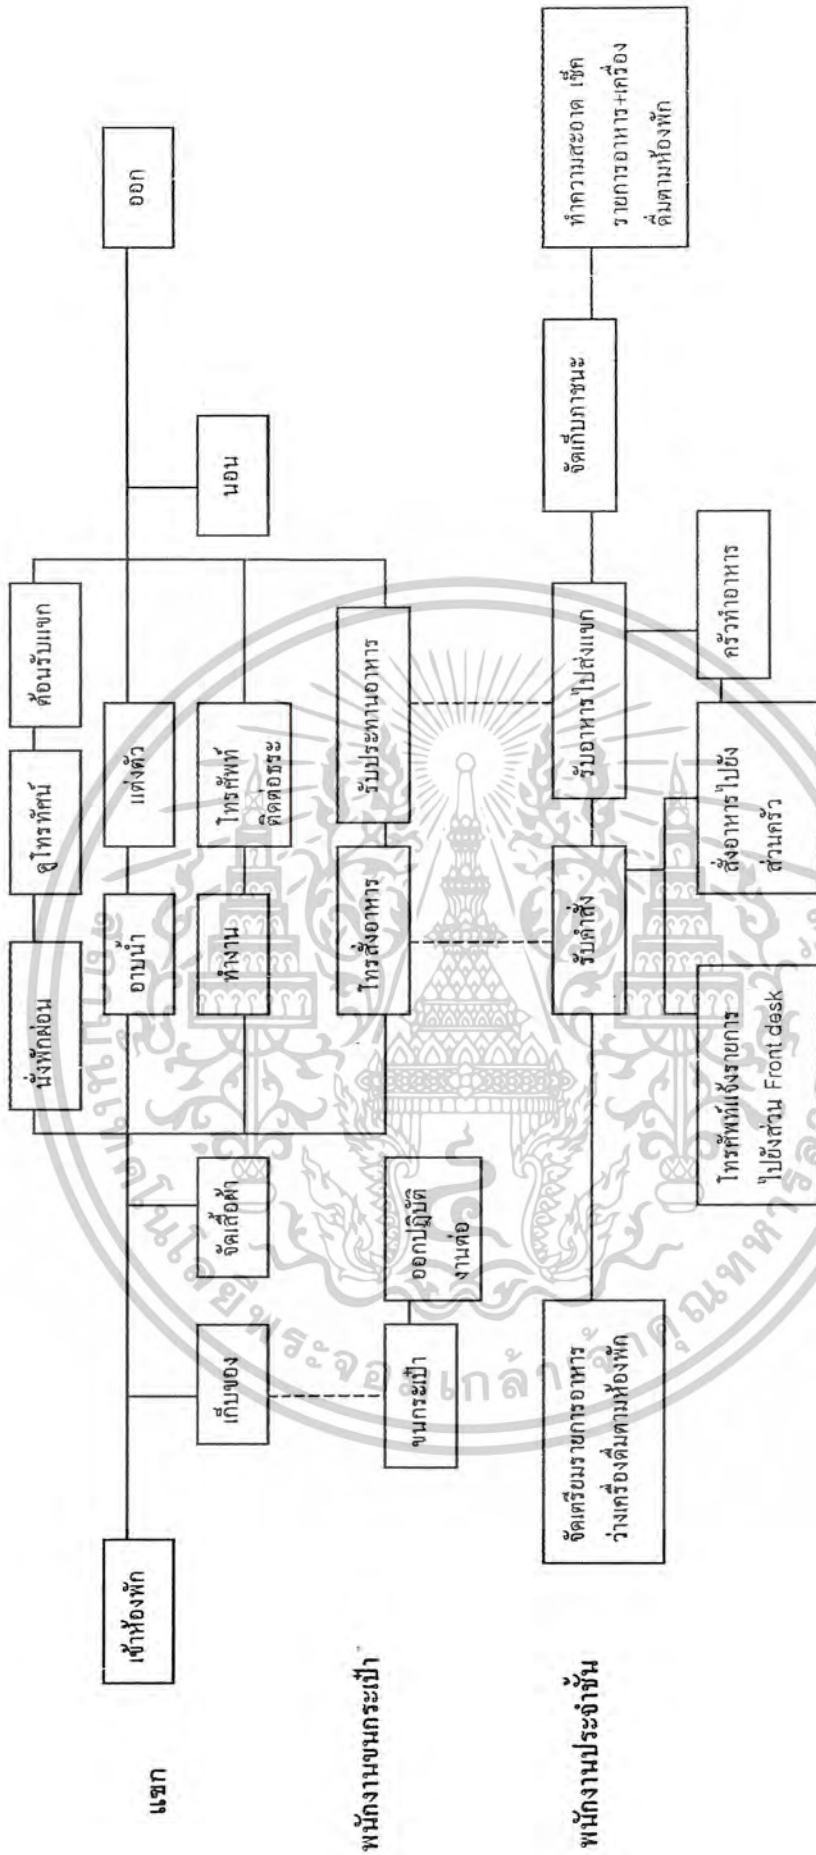 แขก
เข้าห้องพัก
เก็บของ
จัดเสื้อผ้า
นั่งพักผ่อน
ดูโทรทัศน์
ต้อนรับแขก
อาบน้ำ
แต่งตัว
ทำงาน
โทรศัพท์
ติดต่อธุระ
โทรสั่งอาหาร
รับประทานอาหาร
นอน
ออก
พนักงานขนกระเป๋า
ขนกระเป๋า
ออกปฏิบัติ
งานต่อ
พนักงานประจำชั้น
จัดเตรียมรายการอาหาร
ว่างเครื่องดื่มตามห้องพัก
รับคำสั่ง
โทรศัพท์แจ้งรายการ
ไปยังส่วน Front desk
สั่งอาหารไปยัง
ส่วนครัว
ครัวทำอาหาร
รับอาหารไปส่งแขก
จัดเก็บภาชนะ
ทำความสะอาด เช็ค
รายการอาหาร+เครื่อง
ดื่มตามห้องพัก